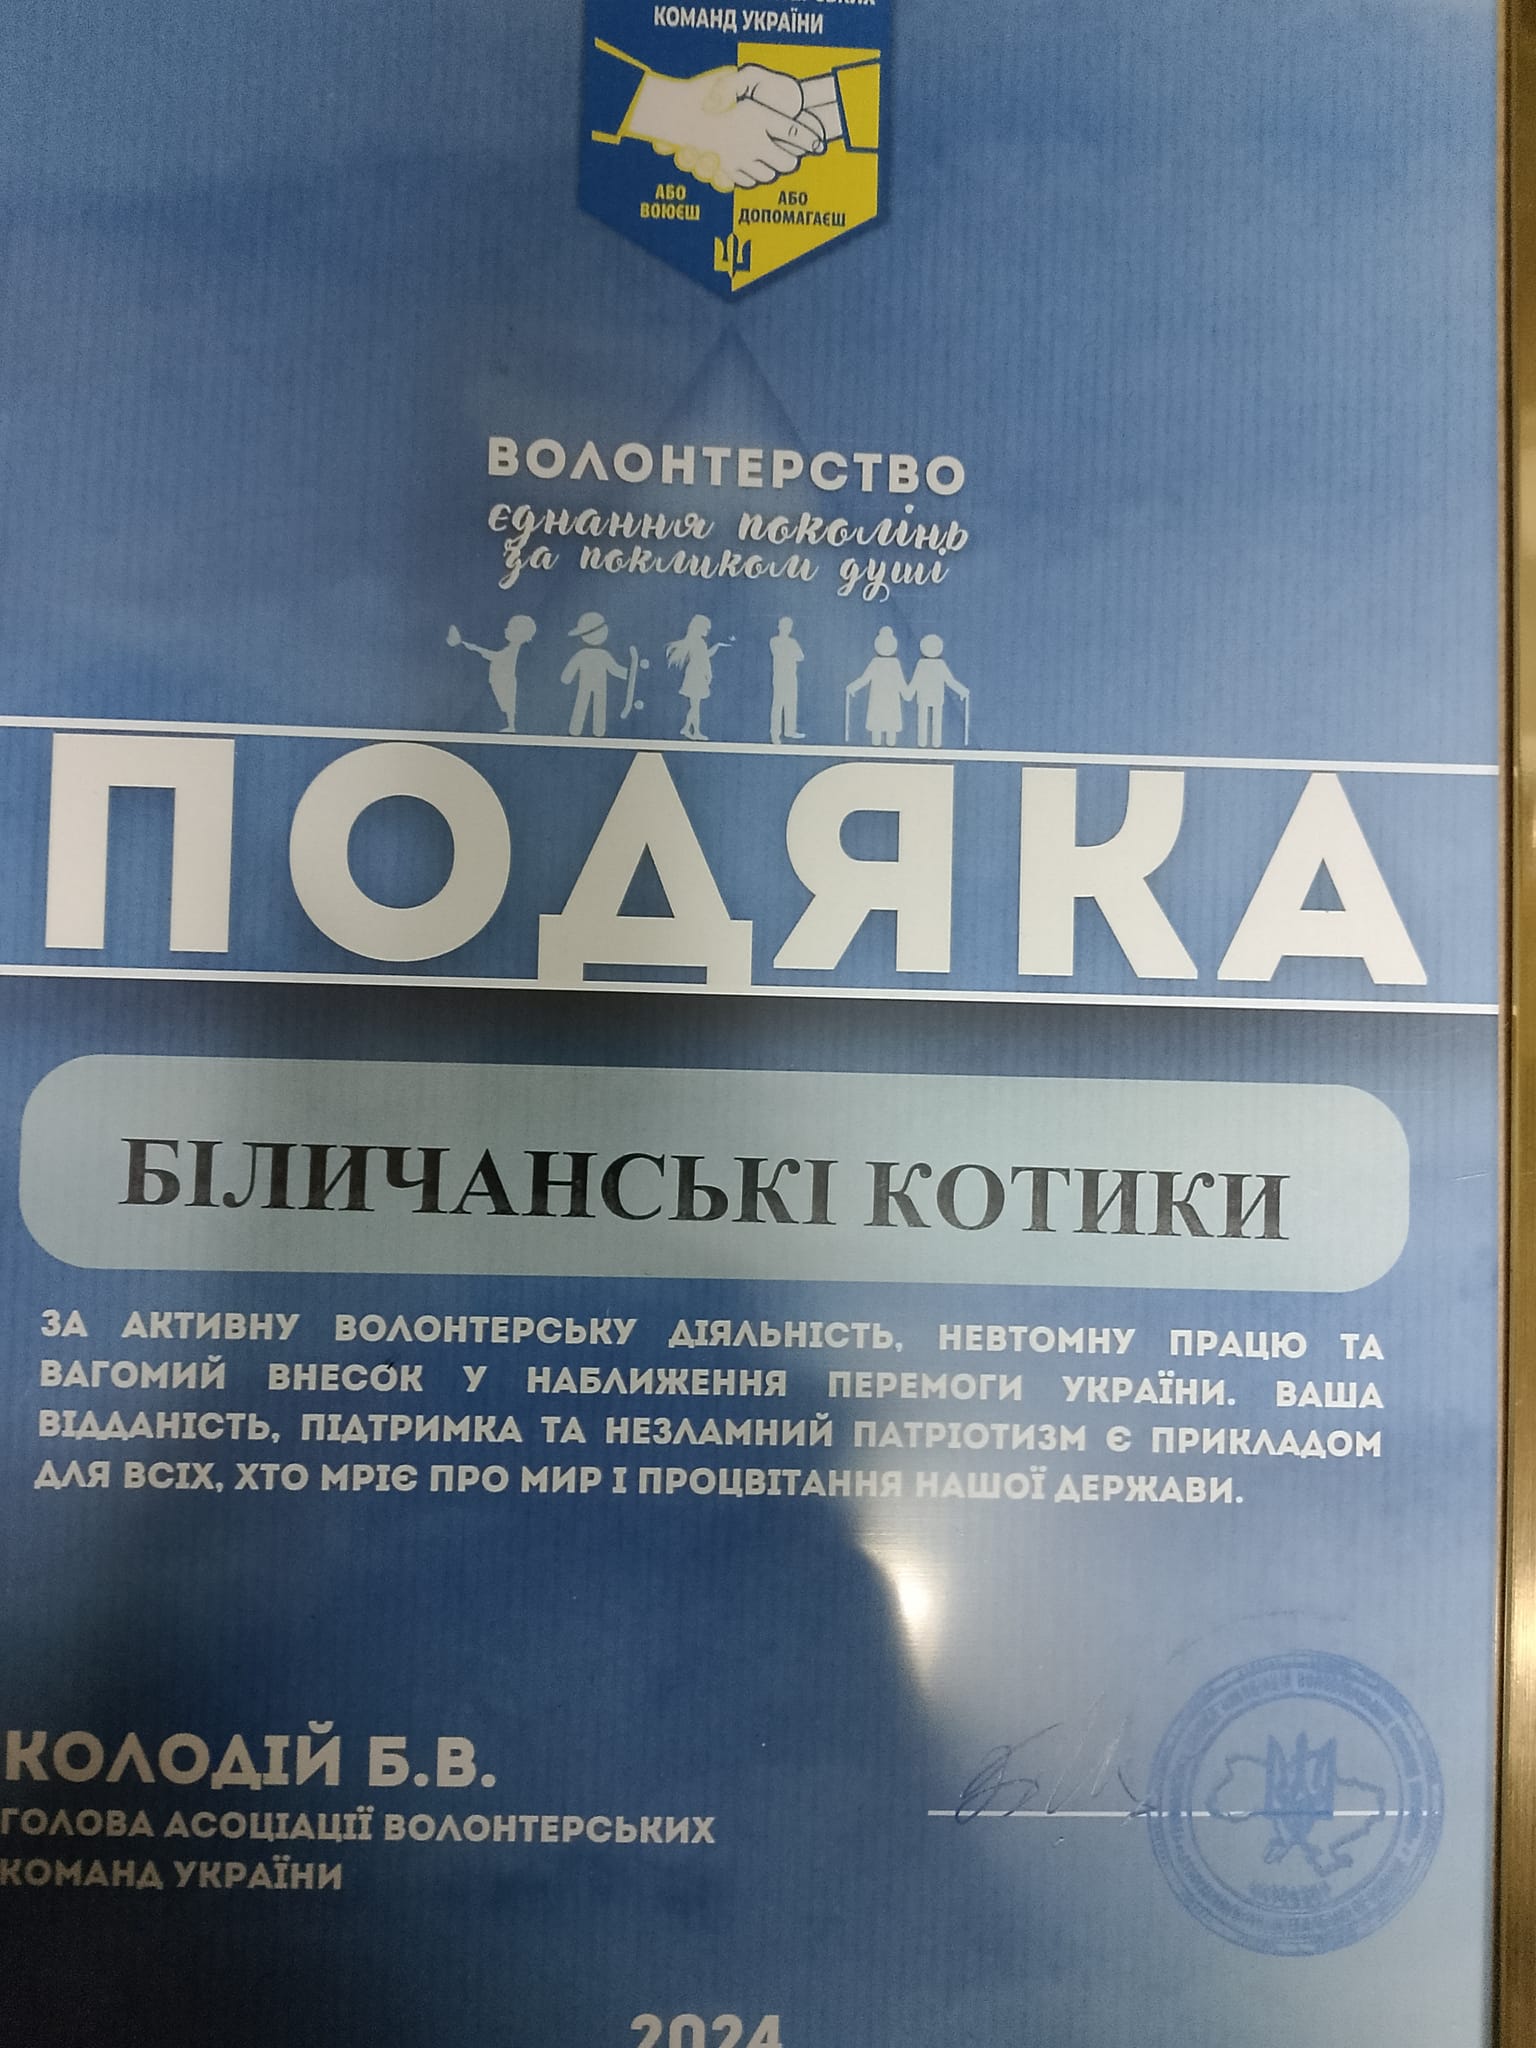 КОМАНД УКРАЇНИ
АБО ВОЮЄШ
АБО ДОПОМАГАЄШ
ВОЛОНТЕРСТВО
єднання поколінь
за покликом душі
ПОДЯКА
БІЛИЧАНСЬКІ КОТИКИ
ЗА АКТИВНУ ВОЛОНТЕРСЬКУ ДІЯЛЬНІСТЬ, НЕВТОМНУ ПРАЦЮ ТА
ВАГОМИЙ ВНЕСОК У НАБЛИЖЕННЯ ПЕРЕМОГИ УКРАЇНИ. ВАША
ВІДДАНІСТЬ, ПІДТРИМКА ТА НЕЗЛАМНИЙ ПАТРІОТИЗМ Є ПРИКЛАДОМ
ДЛЯ ВСІХ, ХТО МРІЄ ПРО МИР І ПРОЦВІТАННЯ НАШОЇ ДЕРЖАВИ.
КОЛОДІЙ Б.В.
ГОЛОВА АСОЦІАЦІЇ ВОЛОНТЕРСЬКИХ
КОМАНД УКРАЇНИ
2024